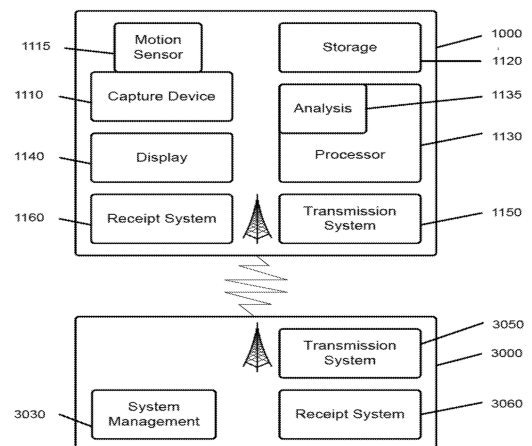 1115
Motion
Sensor
Storage
1000
1120
1110
Capture Device
Analysis
1135
1130
1140
Display
Processor
1160
Receipt System
Transmission
System
1150
3050
Transmission
System
3000
3030
System
Management
Receipt System
3060